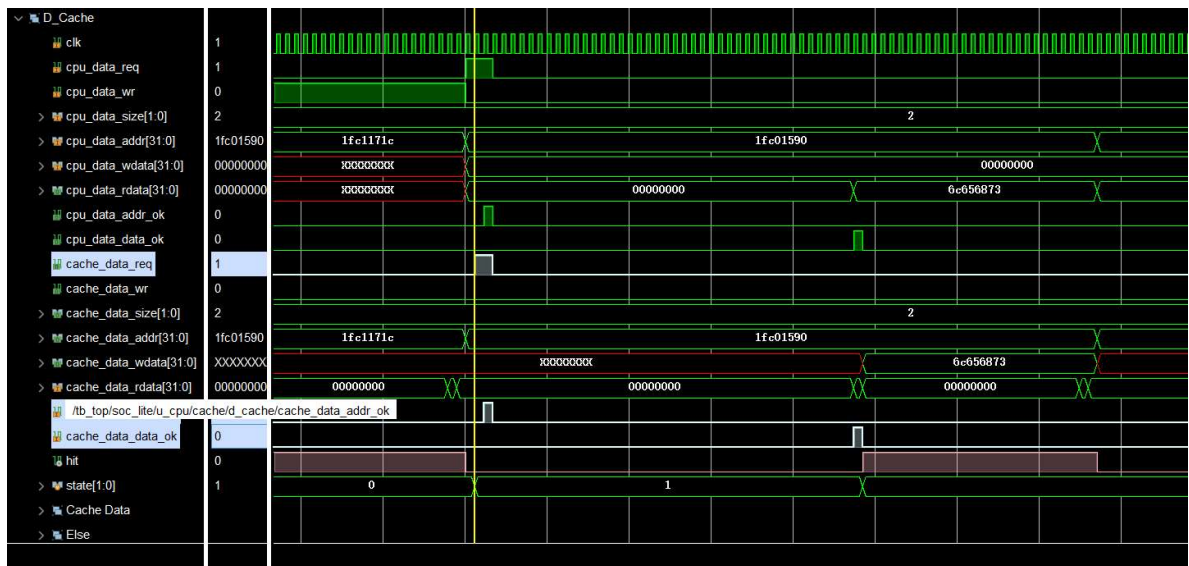 D_Cache
clk 1
cpu_data_req 1
cpu_data_wr 0
cpu_data_size[1:0] 2 2
cpu_data_addr[31:0] 1fc01590 1fc1171c 1fc01590
cpu_data_wdata[31:0] 00000000 XXXXXXXX 00000000
cpu_data_rdata[31:0] 00000000 XXXXXXXX 00000000 6c656873
cpu_data_addr_ok 0
cpu_data_data_ok 0
cache_data_req 1
cache_data_wr 0
cache_data_size[1:0] 2 2
cache_data_addr[31:0] 1fc01590 1fc1171c 1fc01590
cache_data_wdata[31:0] XXXXXXX XXXXXXXX 6c656873
cache_data_rdata[31:0] 00000000 00000000 00000000 00000000
/tb_top/soc_lite/u_cpu/cache/d_cache/cache_data_addr_ok
cache_data_data_ok 0
hit 0
state[1:0] 1 0 1
Cache Data
Else